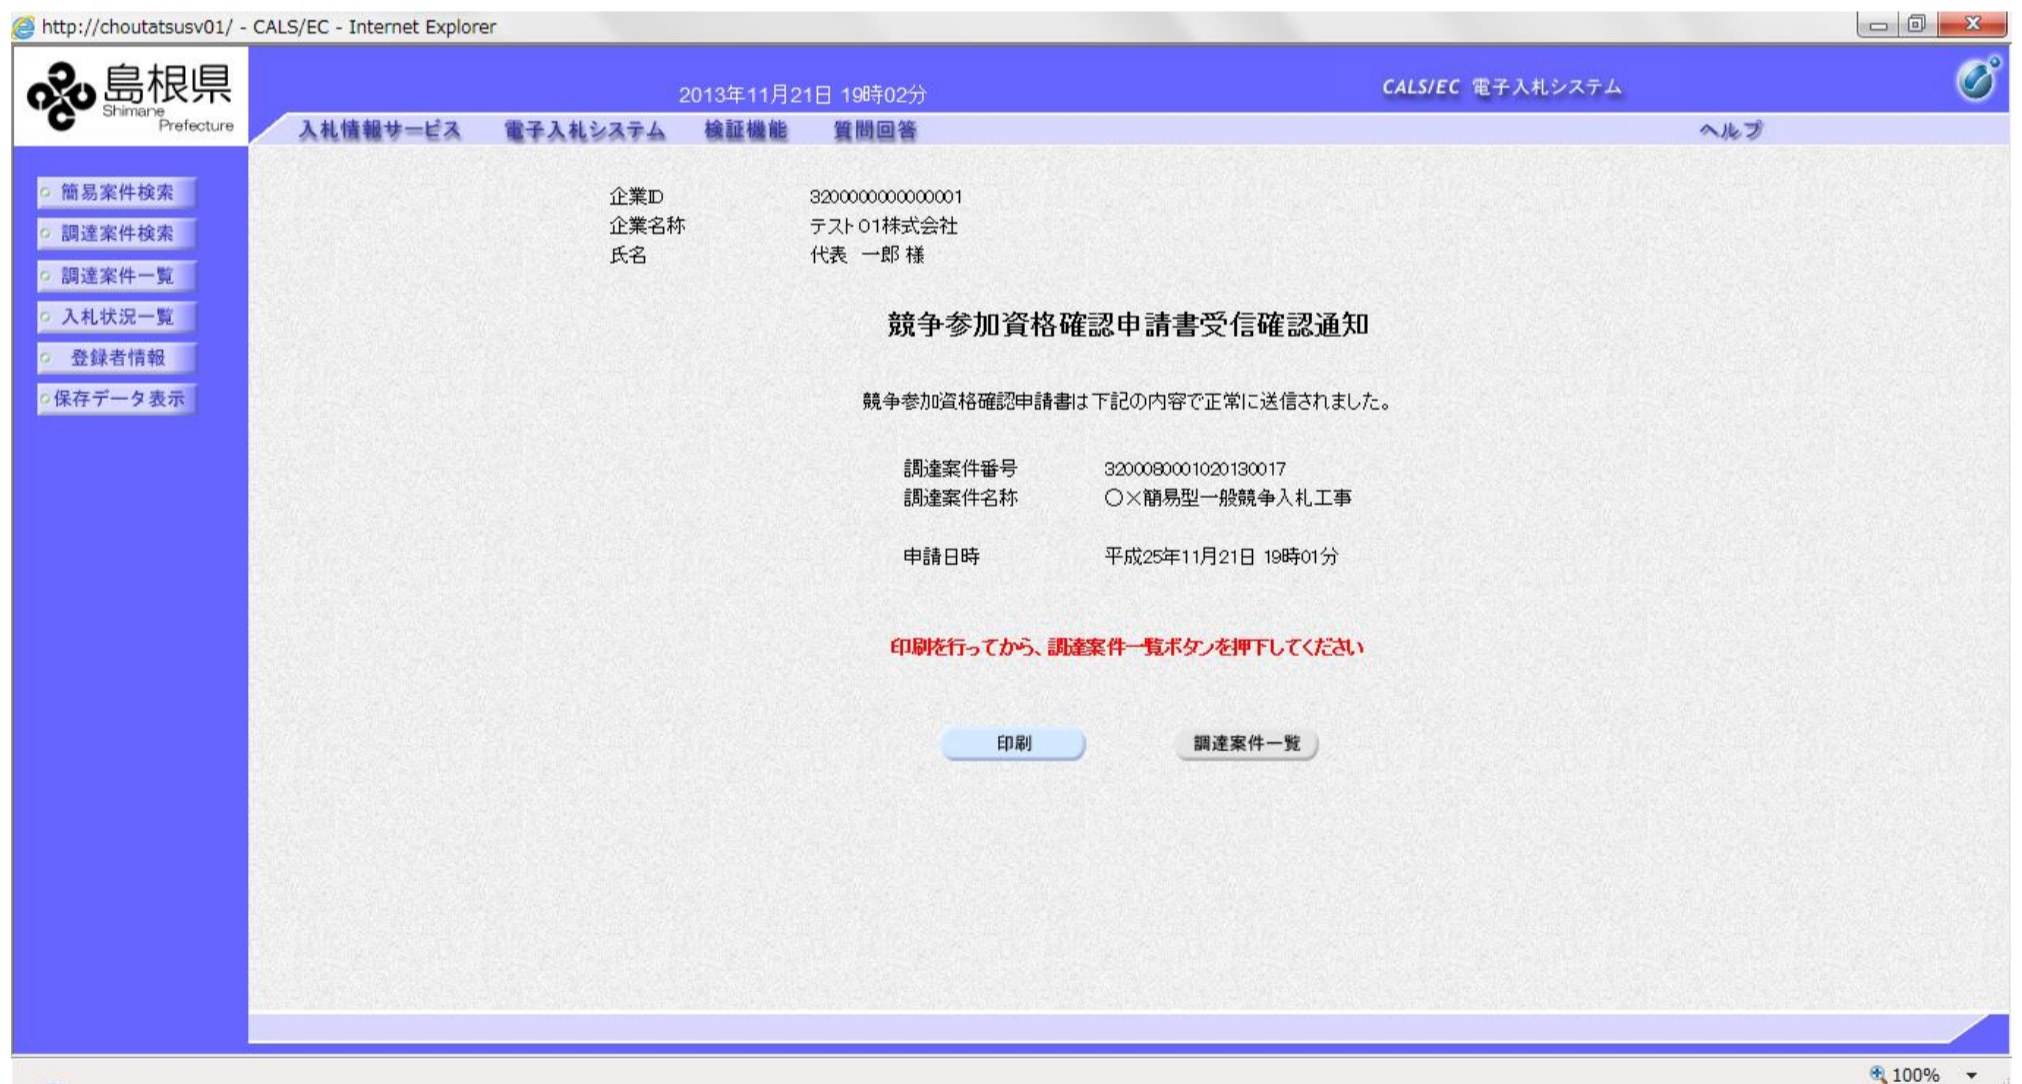 http://choutatsusv01/ - CALS/EC - Internet Explorer
島根県
Shimane
Prefecture
2013年11月21日 19時02分
CALS/EC 電子入札システム
入札情報サービス 電子入札システム 検証機能 質問回答 ヘルプ
簡易案件検索
調達案件検索
調達案件一覧
入札状況一覧
登録者情報
保存データ表示
企業ID 3200000000000001
企業名称 テスト01株式会社
氏名 代表 一郎 様
競争参加資格確認申請書受信確認通知
競争参加資格確認申請書は下記の内容で正常に送信されました。
調達案件番号 3200080001020130017
調達案件名称 〇×簡易型一般競争入札工事
申請日時 平成25年11月21日 19時01分
印刷を行ってから、調達案件一覧ボタンを押下してください
印刷 調達案件一覧
100%